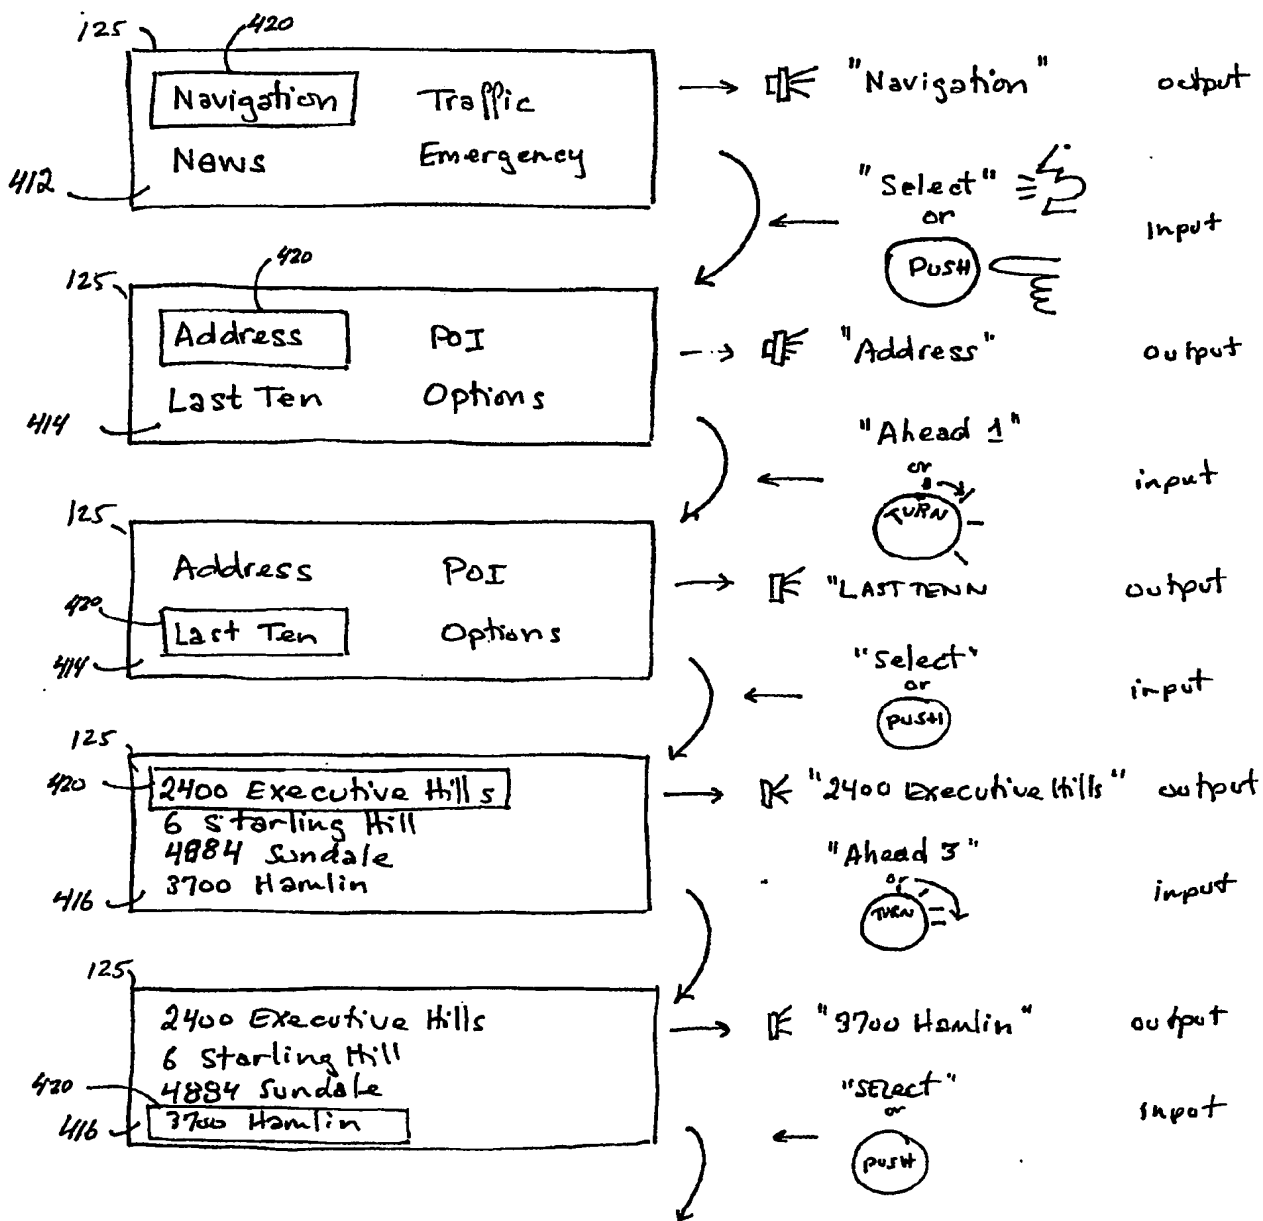 125 420
Navigation Traffic → "Navigation" output
News Emergency
412
"Select"
or
PUSH
Input
125 420
Address PoI "Address" output
Last Ten Options
414
"Ahead 1"
or
TURN
input
125
Address PoI "LAST TENN output
420 Last Ten Options
414
"Select"
or
PUSH
input
125
420 2400 Executive Hills "2400 Executive Hills" output
6 Starling Hill
4884 Sundale
416 3700 Hamlin
"Ahead 3"
or
TURN
input
125
2400 Executive Hills "3700 Hamlin" output
6 Starling Hill
4884 Sundale
420
416 3700 Hamlin
"SELect"
or
PUSH
Input